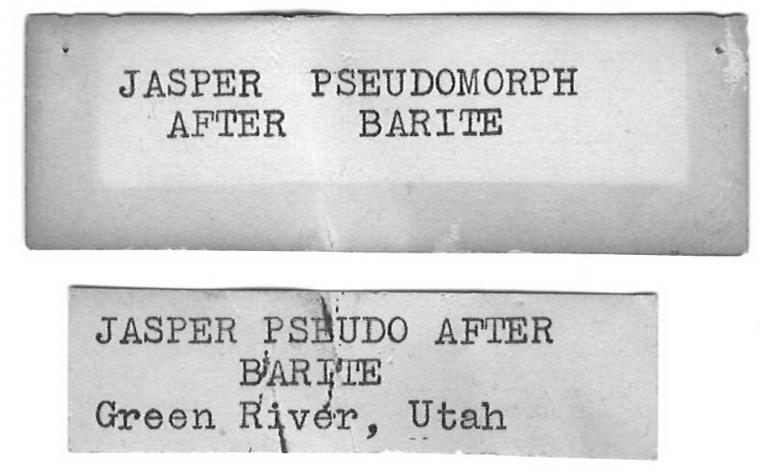 JASPER PSEUDOMORPH
AFTER BARITE
JASPER PSEUDO AFTER
BARITE
Green River, Utah